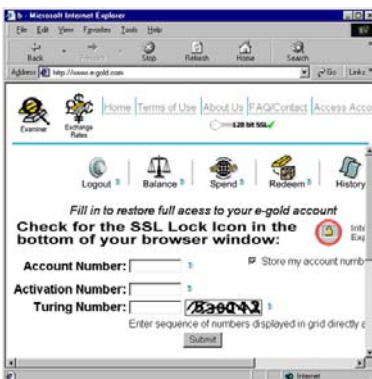 b - Microsoft Internet Explorer
File Edit View Favorites Tools Help
Back Stop Refresh Home Search
Address http://www.e-gold.com Go Links
Home Terms of Use About Us FAQ/Contact Access Acco
Examiner Exchange Rates 128 bit SSL
Logout Balance Spend Redeem History
Fill in to restore full acess to your e-gold account
Check for the SSL Lock Icon in the
bottom of your browser window:
Account Number: Store my account numb
Activation Number:
Turing Number:
Enter sequence of numbers displayed in grid directly a
Submit
Internet